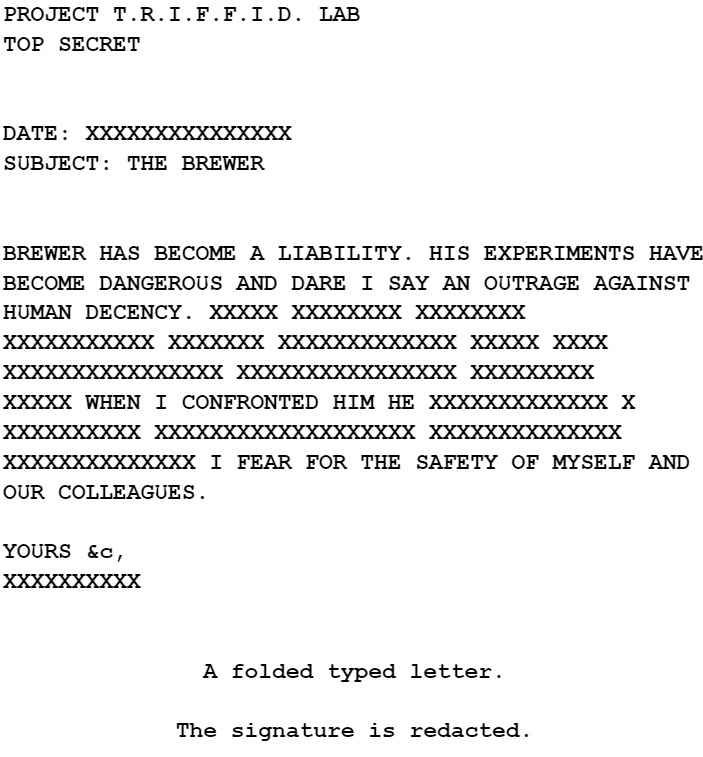 PROJECT T.R.I.F.F.I.D. LAB
TOP SECRET
DATE: XXXXXXXXXXXXXXX
SUBJECT: THE BREWER
BREWER HAS BECOME A LIABILITY. HIS EXPERIMENTS HAVE
BECOME DANGEROUS AND DARE I SAY AN OUTRAGE AGAINST
HUMAN DECENCY. XXXXX XXXXXXXX XXXXXXXX
XXXXXXXXXXX XXXXXXX XXXXXXXXXXXXX XXXXX XXXX
XXXXXXXXXXXXXXXX XXXXXXXXXXXXXXXX XXXXXXXXX
XXXXX WHEN I CONFRONTED HIM HE XXXXXXXXXXXXX X
XXXXXXXXXX XXXXXXXXXXXXXXXXXXX XXXXXXXXXXXXXX
XXXXXXXXXXXXXX I FEAR FOR THE SAFETY OF MYSELF AND
OUR COLLEAGUES.
YOURS &c,
XXXXXXXXXX
A folded typed letter.
The signature is redacted.